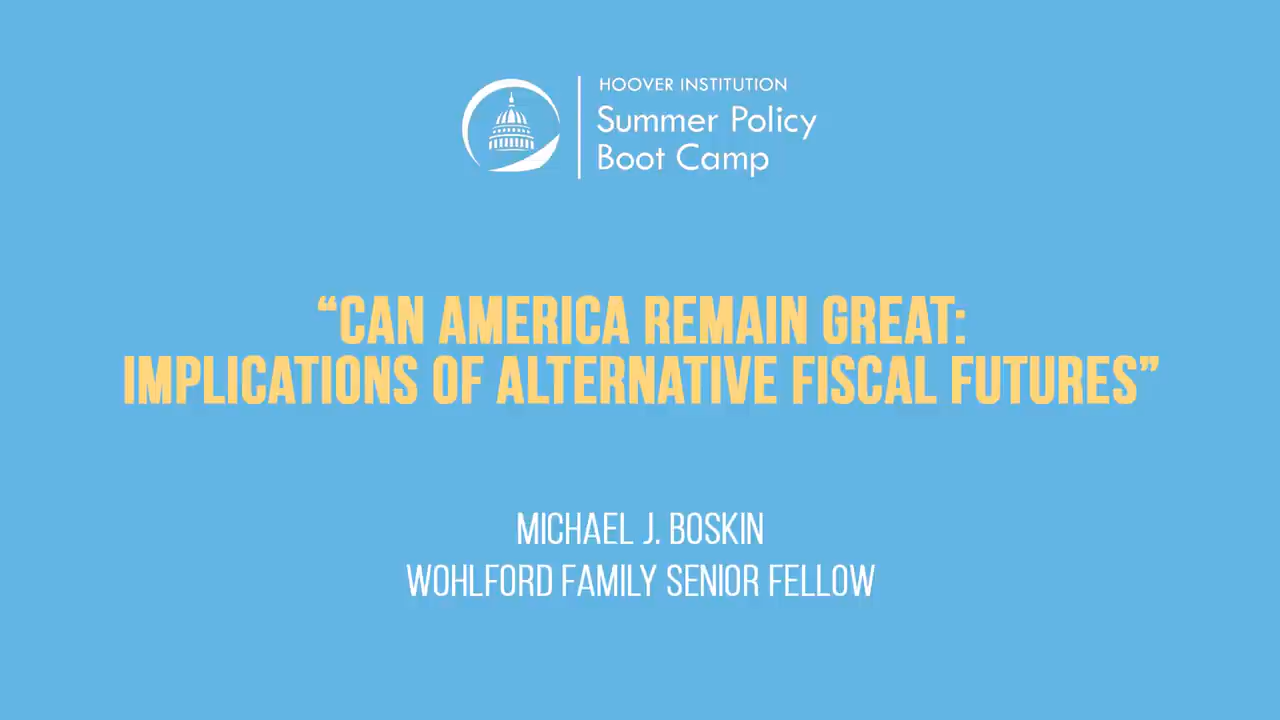 HOOVER INSTITUTION
Summer Policy
Boot Camp
“CAN AMERICA REMAIN GREAT:
IMPLICATIONS OF ALTERNATIVE FISCAL FUTURES”
MICHAEL J. BOSKIN
WOHLFORD FAMILY SENIOR FELLOW